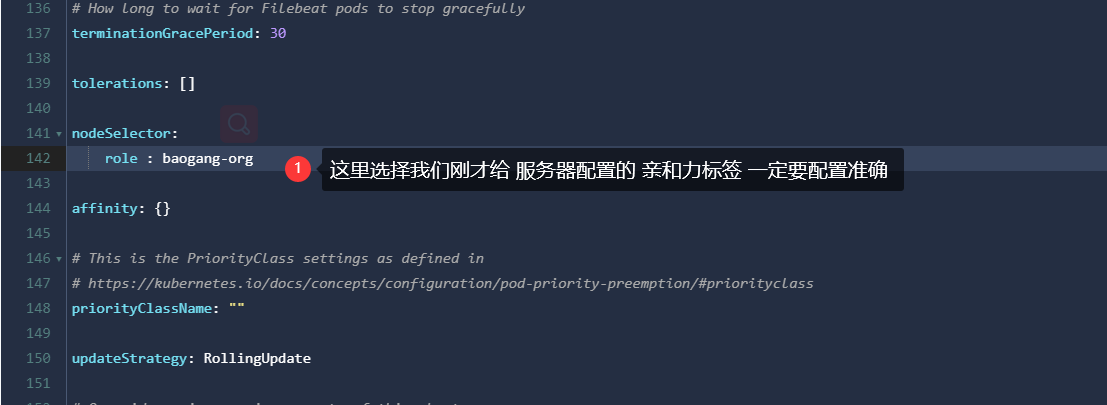 136 # How long to wait for Filebeat pods to stop gracefully
137 terminationGracePeriod: 30
138
139 tolerations: []
140
141 nodeSelector:
142 role : baogang-org
1 这里选择我们刚才给 服务器配置的 亲和力标签 一定要配置准确
143
144 affinity: {}
145
146 # This is the PriorityClass settings as defined in
147 # https://kubernetes.io/docs/concepts/configuration/pod-priority-preemption/#priorityclass
148 priorityClassName: ""
149
150 updateStrategy: RollingUpdate
151